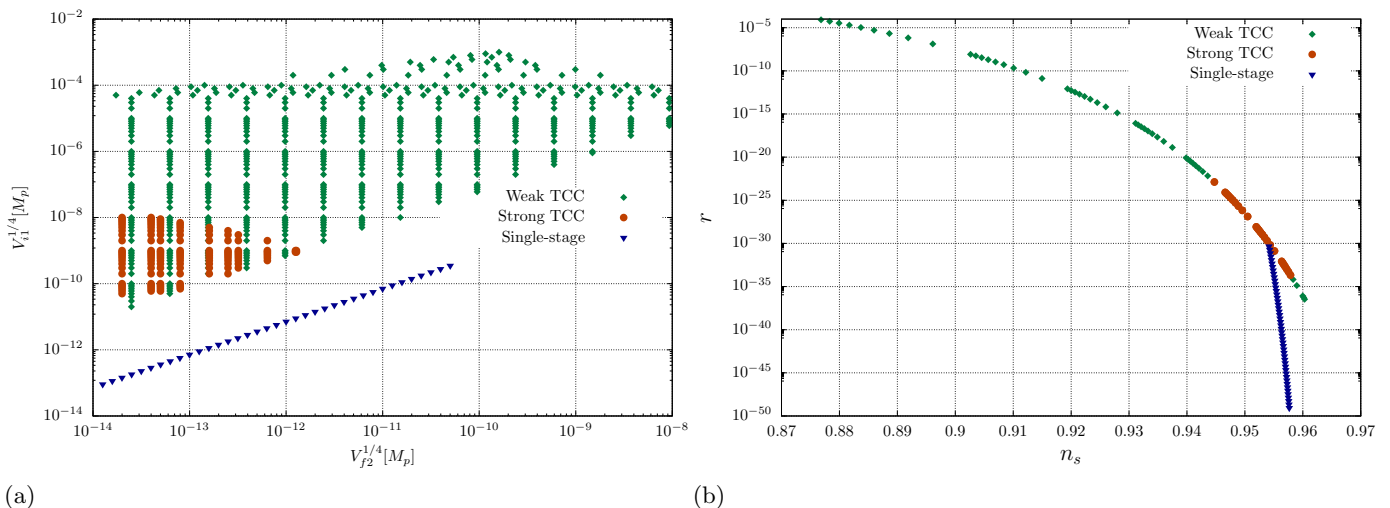 10^{-2}
10^{-4}
10^{-6}
10^{-8}
10^{-10}
10^{-12}
10^{-14}
V_{i1}^{1/4}[M_p]
Weak TCC
Strong TCC
Single-stage
10^{-14} 10^{-13} 10^{-12} 10^{-11} 10^{-10} 10^{-9} 10^{-8}
V_{f2}^{1/4}[M_p]
(a)
10^{-5}
10^{-10}
10^{-15}
10^{-20}
10^{-25}
10^{-30}
10^{-35}
10^{-40}
10^{-45}
10^{-50}
r
Weak TCC
Strong TCC
Single-stage
0.87 0.88 0.89 0.9 0.91 0.92 0.93 0.94 0.95 0.96 0.97
n_s
(b)